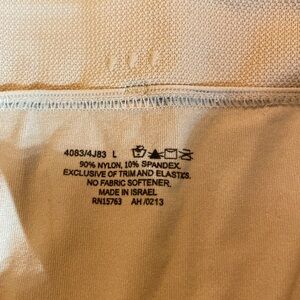 4083/4J83 L
90% NYLON, 10% SPANDEX,
EXCLUSIVE OF TRIM AND ELASTICS.
NO FABRIC SOFTENER.
MADE IN ISRAEL
RN15763 AH /0213